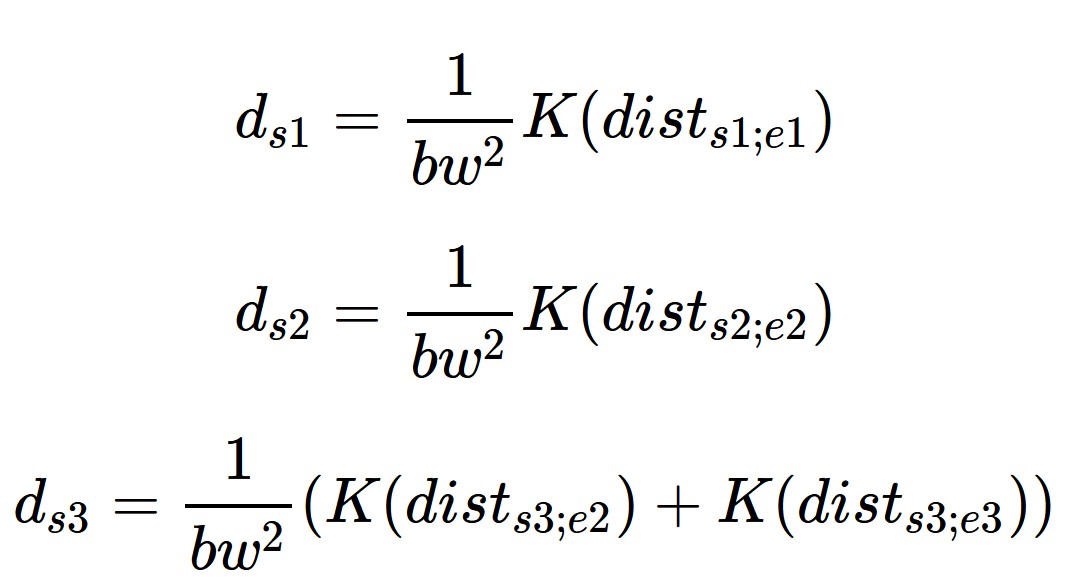 d_{s1} = \frac{1}{bw^2} K(dist_{s1;e1})
d_{s2} = \frac{1}{bw^2} K(dist_{s2;e2})
d_{s3} = \frac{1}{bw^2} (K(dist_{s3;e2}) + K(dist_{s3;e3}))